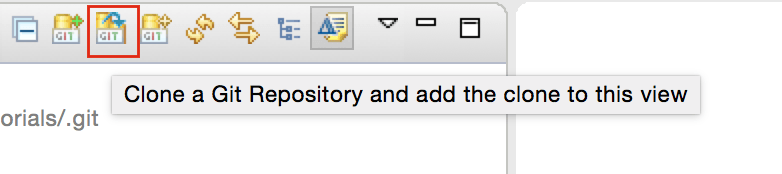 GIT GIT GIT
Clone a Git Repository and add the clone to this view
orials/.git